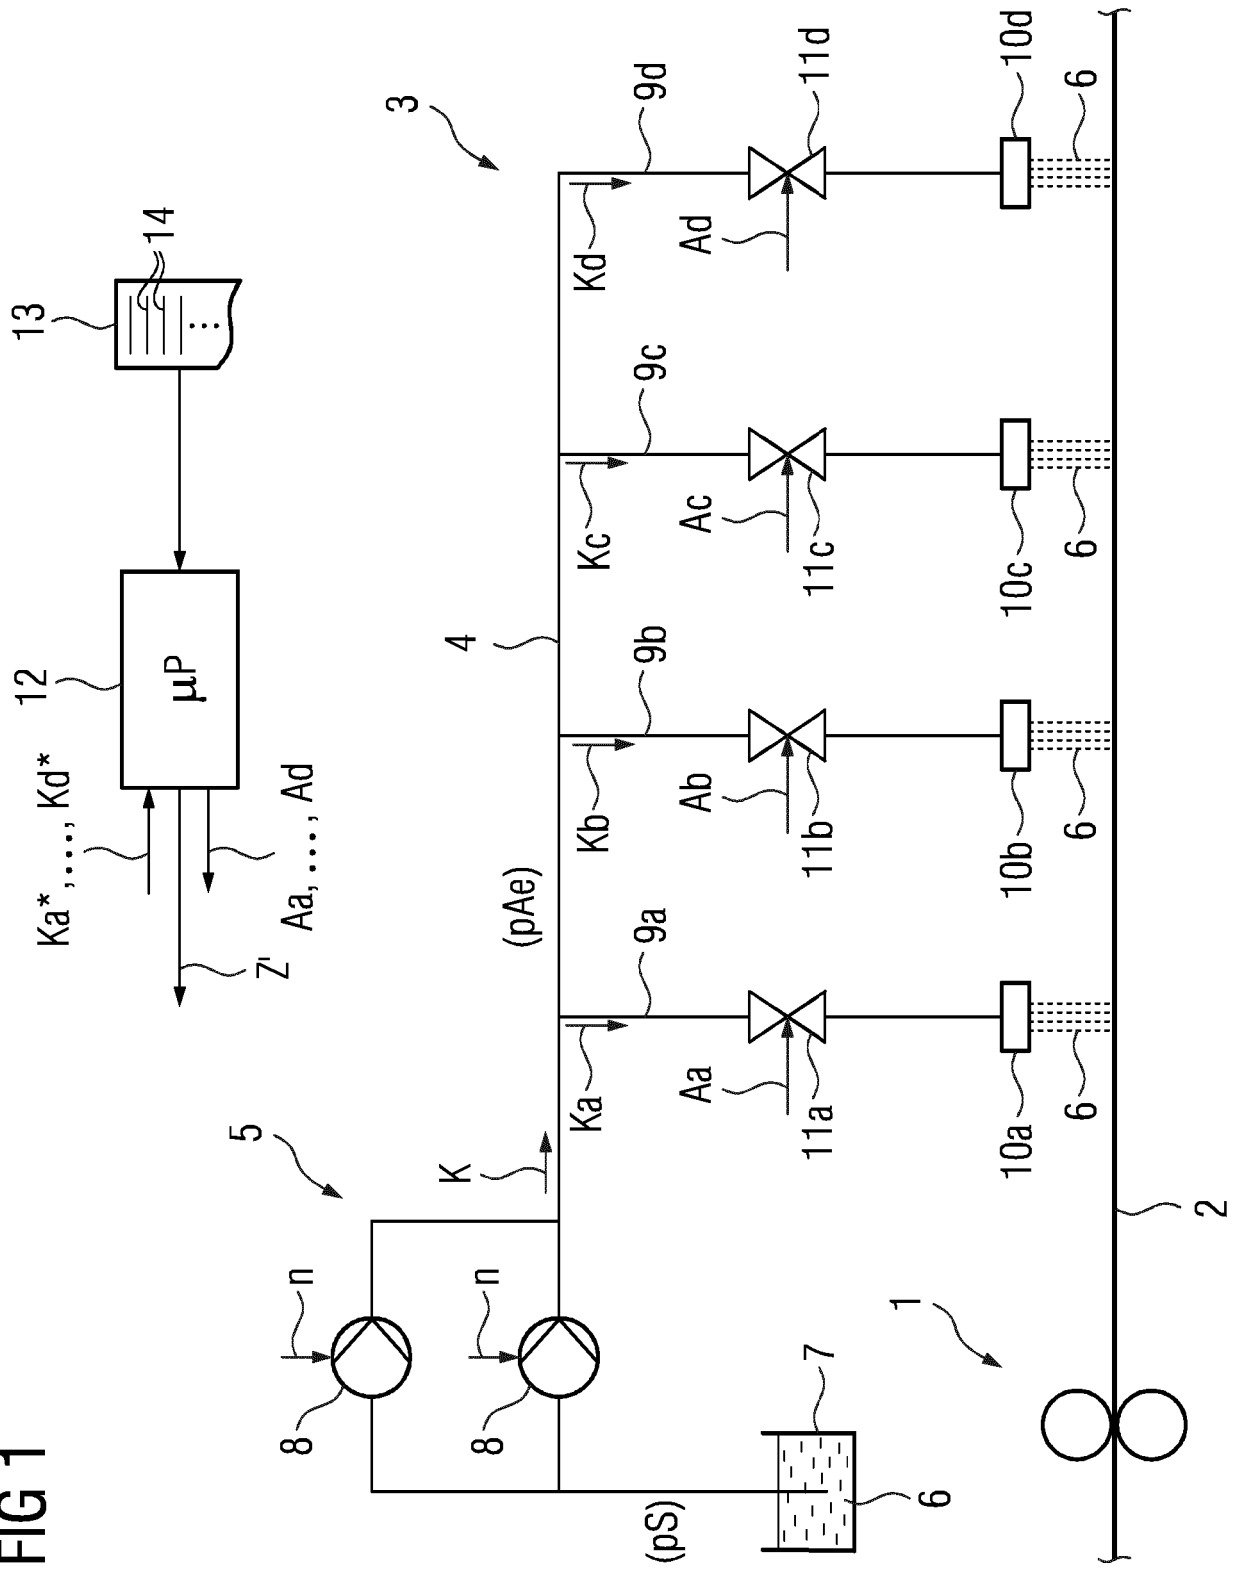 FIG 1
Ka*,....,Kd*
12
13
14
µP
Z'
Aa,...,Ad
5
3
n
8
n
8
K
(pAe)
4
Ka
Kb
Kc
Kd
9a
9b
9c
9d
(pS)
7
6
Aa
Ab
Ac
Ad
11a
11b
11c
11d
1
10a
10b
10c
10d
6
6
6
6
2